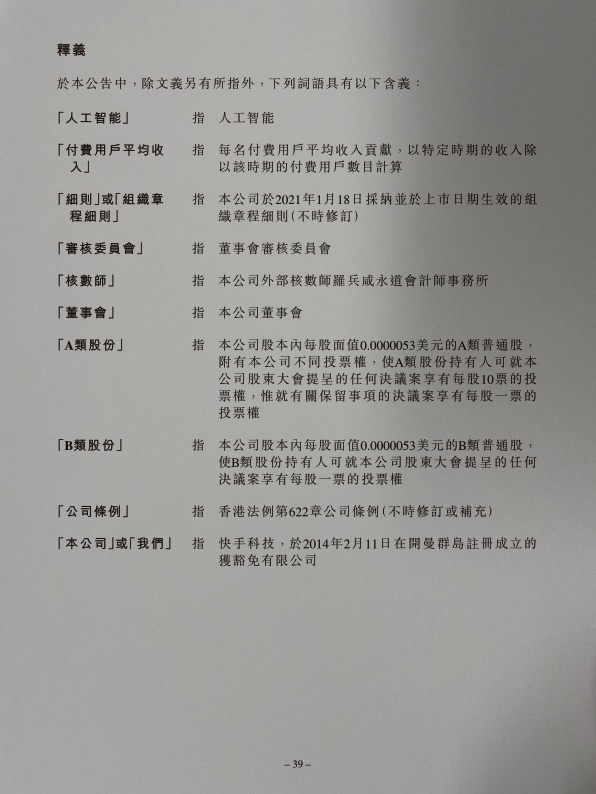 釋義
於本公告中，除文義另有所指外，下列詞語具有以下含義：
「人工智能」 指 人工智能
「付費用戶平均收 指 每名付費用戶平均收入貢獻，以特定時期的收入除
入」 以該時期的付費用戶數目計算
「細則」或「組織章 指 本公司於2021年1月18日採納並於上市日期生效的組
程細則」 織章程細則(不時修訂)
「審核委員會」 指 董事會審核委員會
「核數師」 指 本公司外部核數師羅兵咸永道會計師事務所
「董事會」 指 本公司董事會
「A類股份」 指 本公司股本內每股面值0.0000053美元的A類普通股，
附有本公司不同投票權，使A類股份持有人可就本
公司股東大會提呈的任何決議案享有每股10票的投
票權，惟就有關保留事項的決議案享有每股一票的
投票權
「B類股份」 指 本公司股本內每股面值0.0000053美元的B類普通股，
使B類股份持有人可就本公司股東大會提呈的任何
決議案享有每股一票的投票權
「公司條例」 指 香港法例第622章公司條例(不時修訂或補充)
「本公司」或「我們」 指 快手科技，於2014年2月11日在開曼群島註冊成立的
獲豁免有限公司
– 39 –